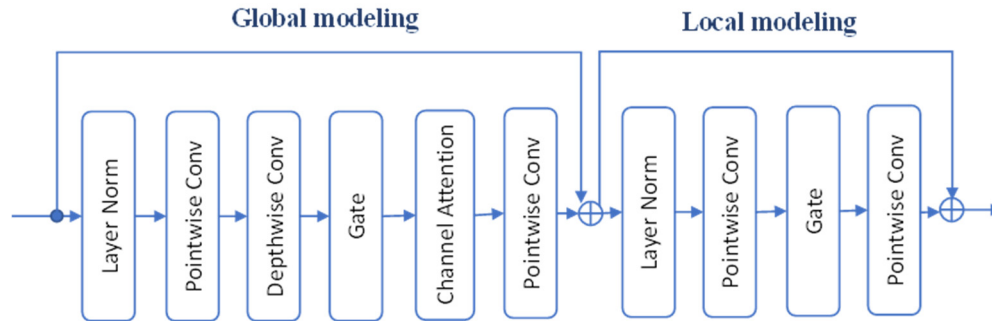 Global modeling
Local modeling
Layer Norm
Pointwise Conv
Depthwise Conv
Gate
Channel Attention
Pointwise Conv
Layer Norm
Pointwise Conv
Gate
Pointwise Conv